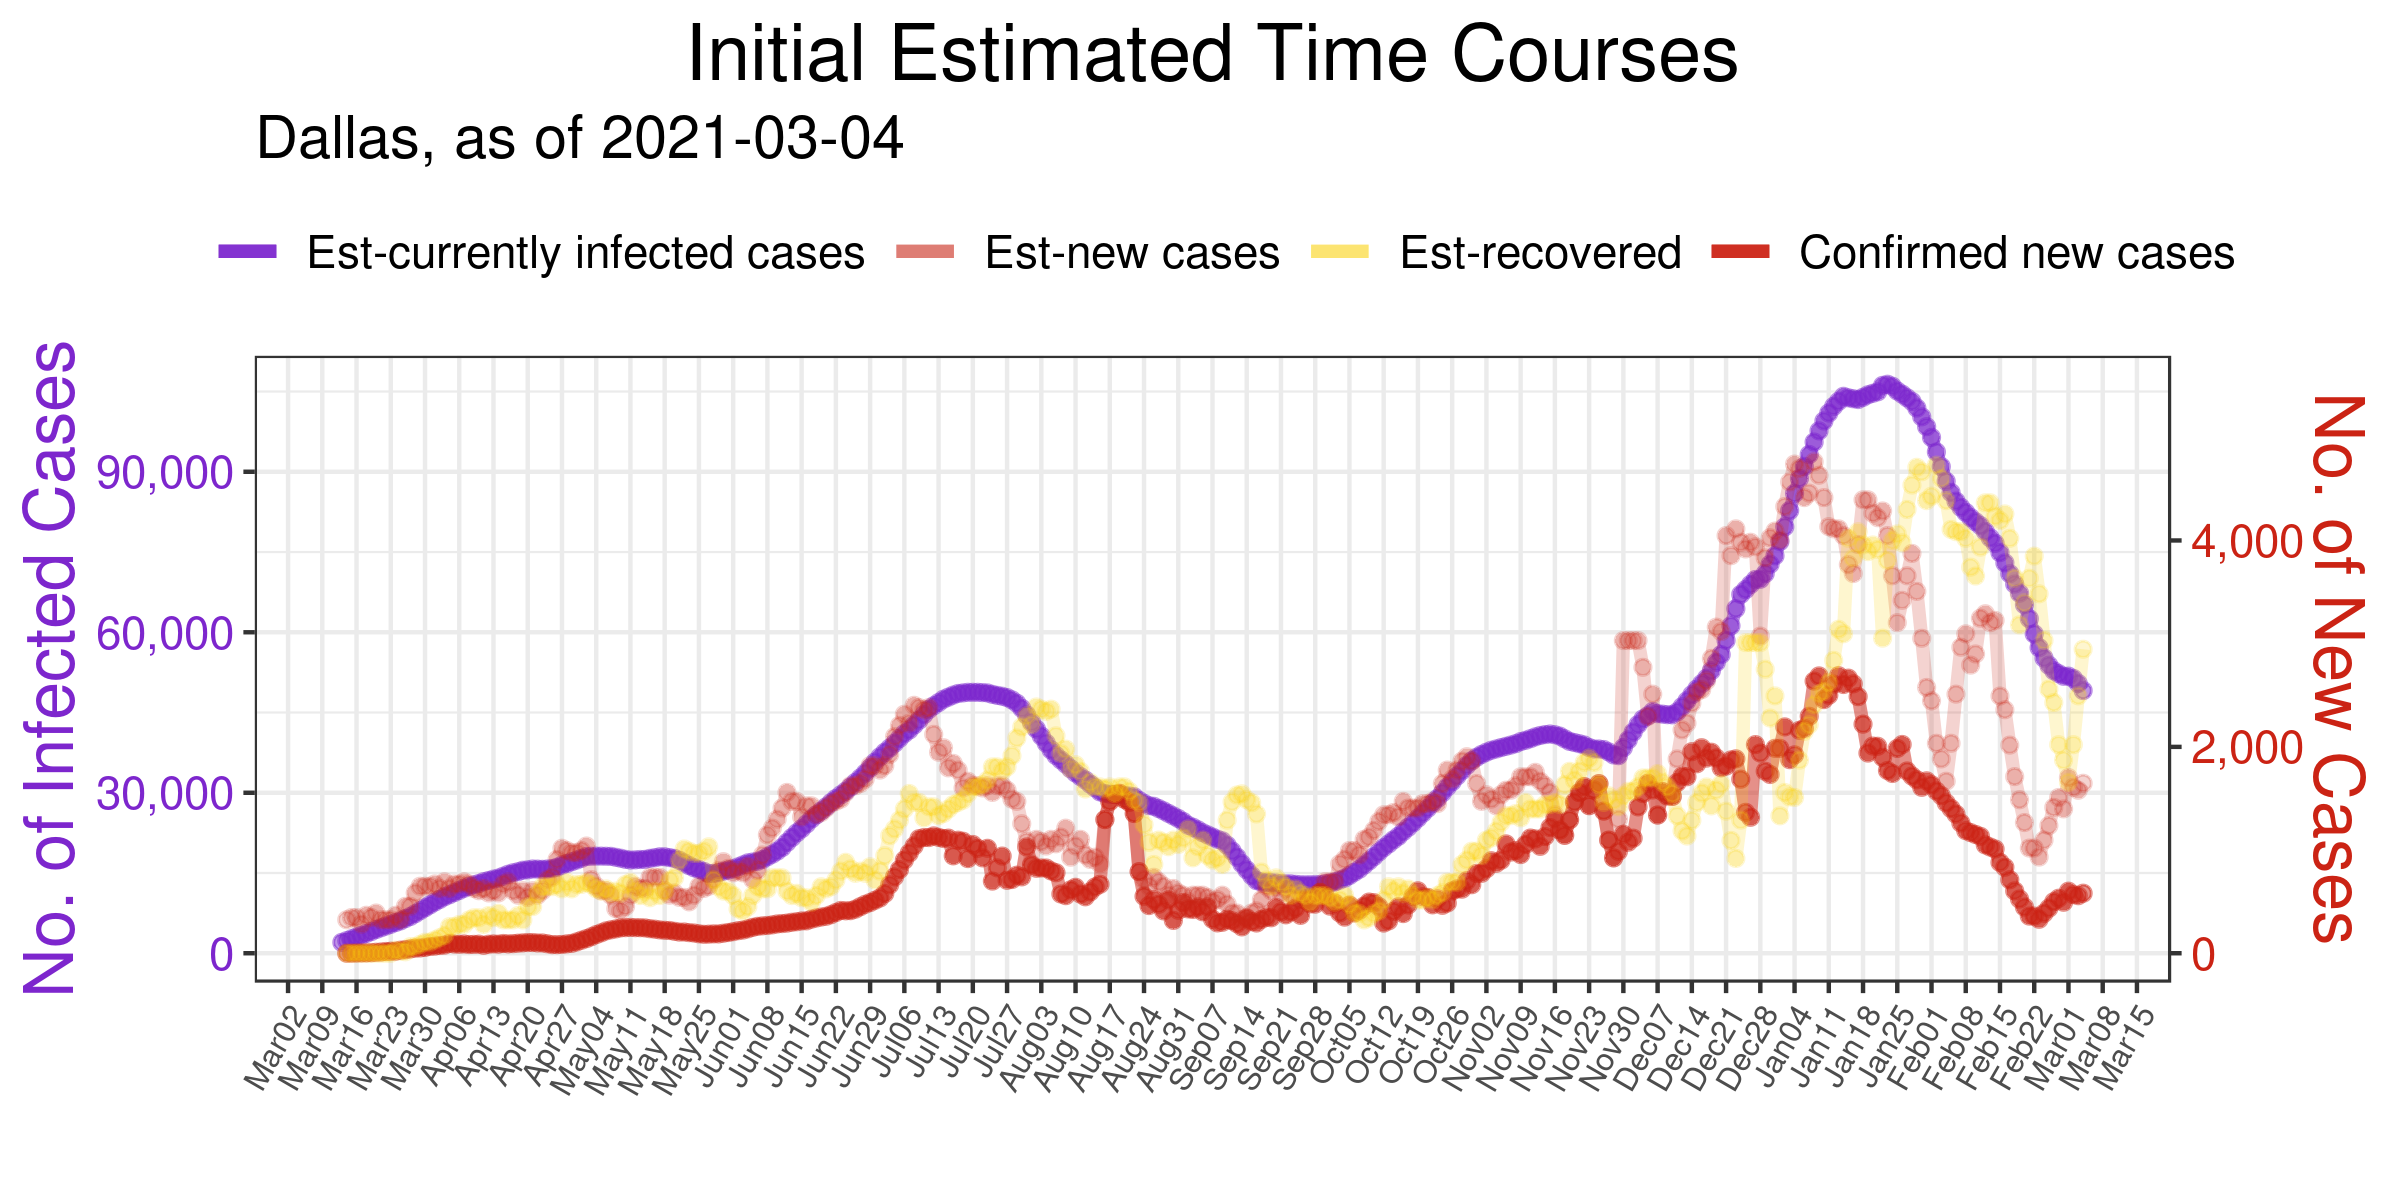 Initial Estimated Time Courses
Dallas, as of 2021-03-04
Est-currently infected cases
Est-new cases
Est-recovered
Confirmed new cases
No. of Infected Cases
90,000
60,000
30,000
0
No. of New Cases
4,000
2,000
0
Mar02
Mar09
Mar16
Mar23
Mar30
Apr06
Apr13
Apr20
Apr27
May04
May11
May18
May25
Jun01
Jun08
Jun15
Jun22
Jun29
Jul06
Jul13
Jul20
Jul27
Aug03
Aug10
Aug17
Aug24
Aug31
Sep07
Sep14
Sep21
Sep28
Oct05
Oct12
Oct19
Oct26
Nov02
Nov09
Nov16
Nov23
Nov30
Dec07
Dec14
Dec21
Dec28
Jan04
Jan11
Jan18
Jan25
Feb01
Feb08
Feb15
Feb22
Mar01
Mar08
Mar15